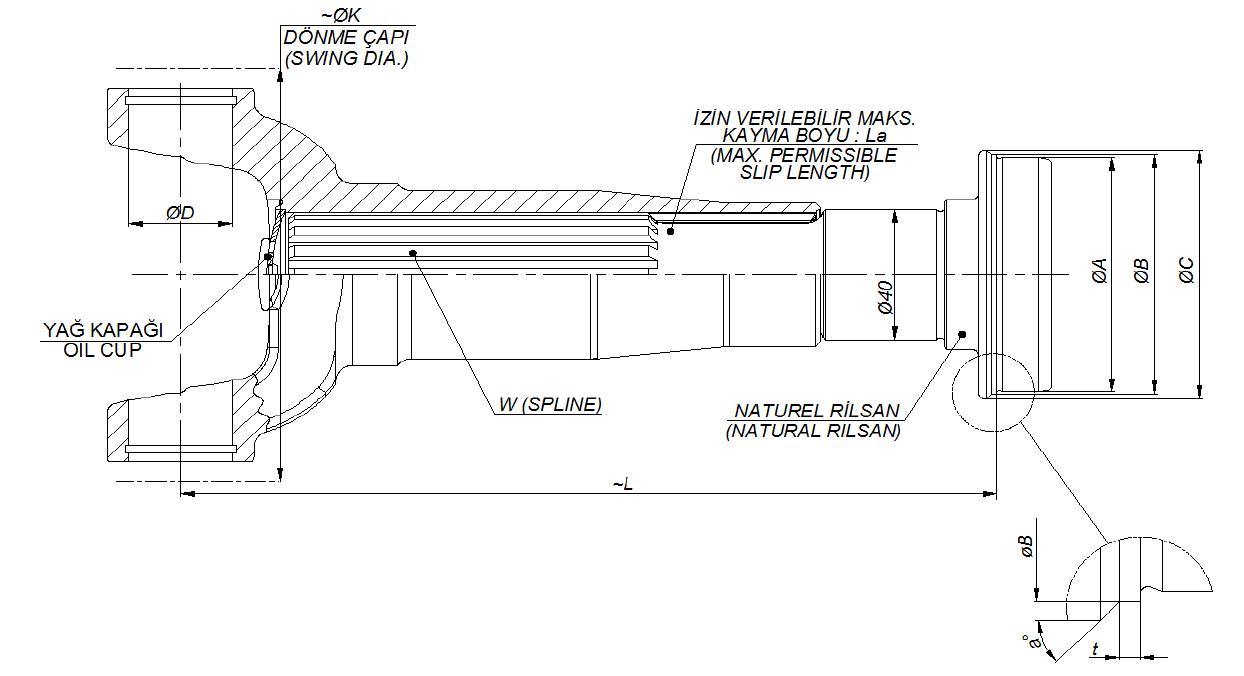 ~ØK
DÖNME ÇAPI
(SWING DIA.)
İZİN VERİLEBİLİR MAKS.
KAYMA BOYU : La
(MAX. PERMISSIBLE
SLIP LENGTH)
ØD
ØA
ØB
ØC
Ø40
YAĞ KAPAĞI
OIL CUP
W (SPLINE)
NATUREL RİLSAN
(NATURAL RILSAN)
~L
øB
a°
t